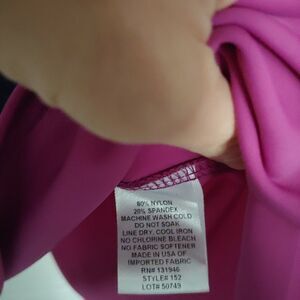 80% NYLON
20% SPANDEX
MACHINE WASH COLD
DO NOT SOAK
LINE DRY, COOL IRON
NO CHLORINE BLEACH
NO FABRIC SOFTENER
MADE IN USA OF
IMPORTED FABRIC
RN# 131946
STYLE# 152
LOT# 50749